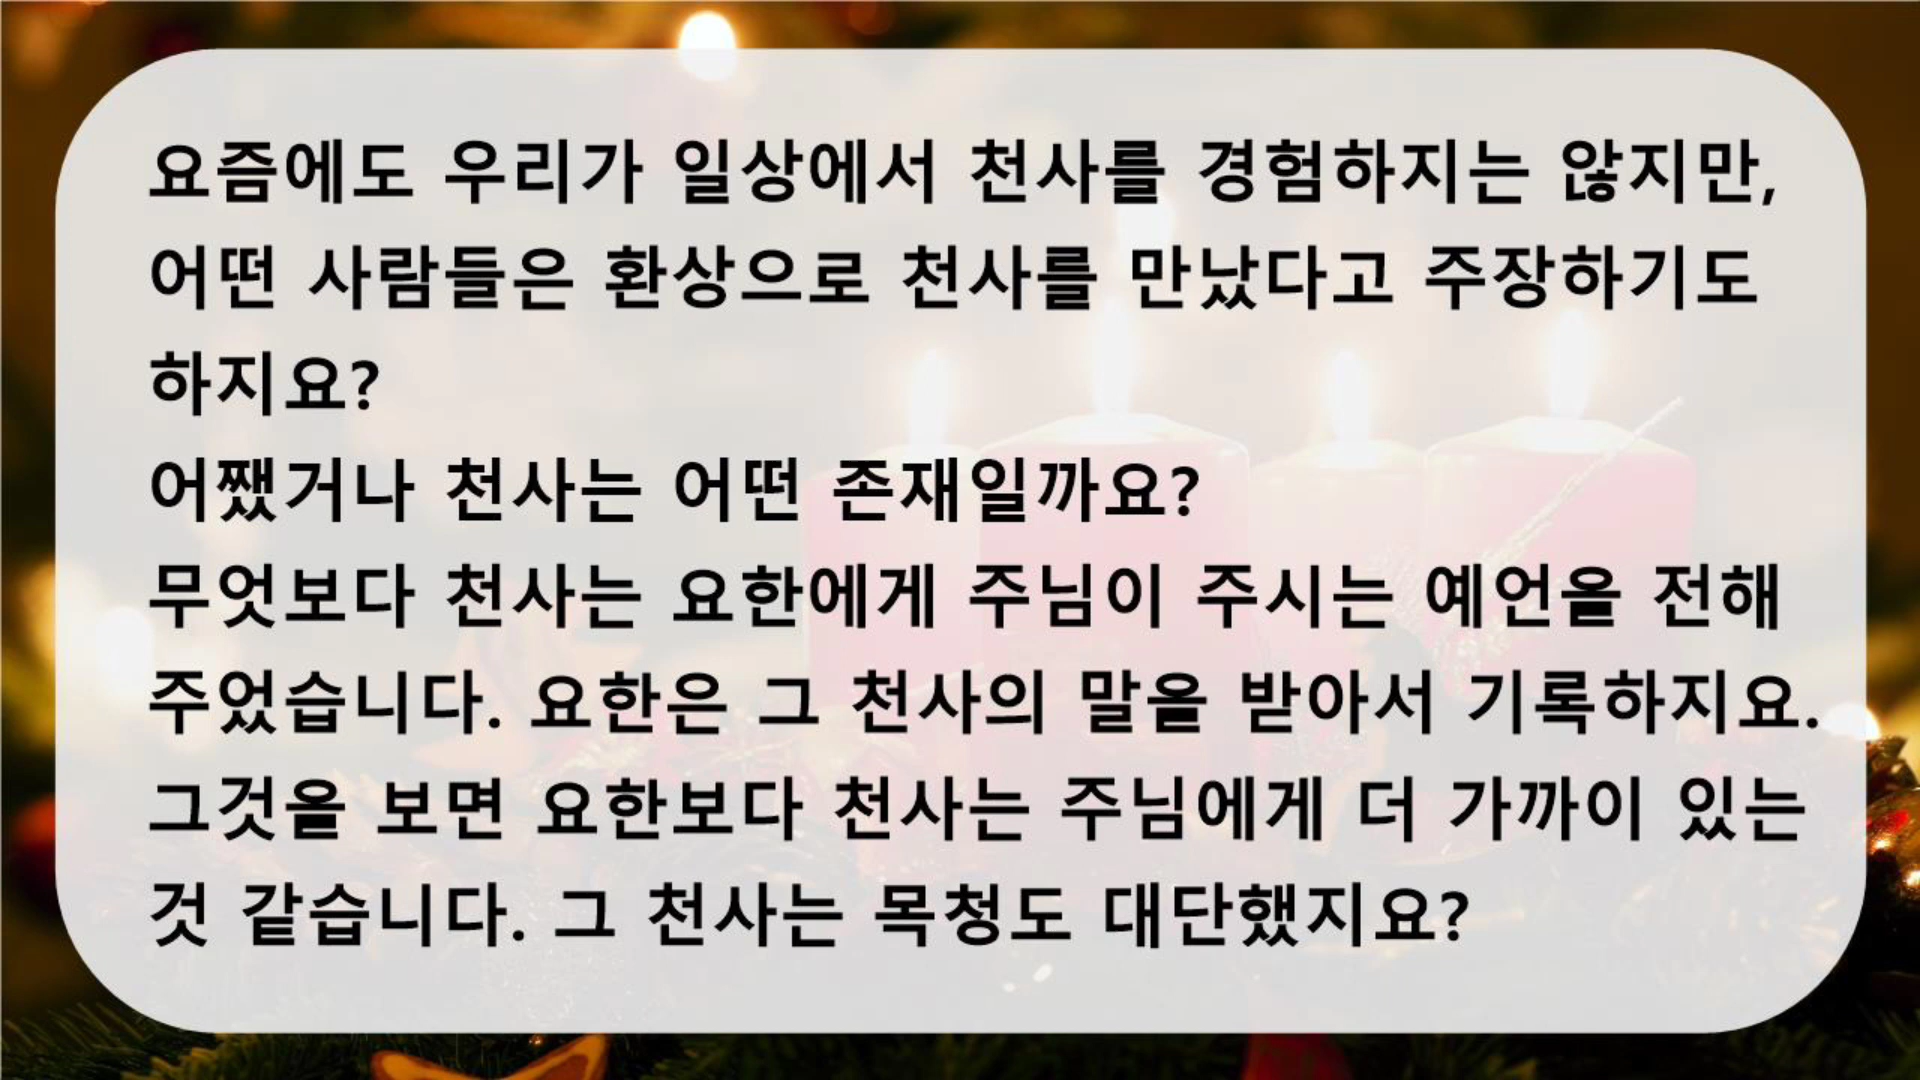 요즘에도 우리가 일상에서 천사를 경험하지는 않지만,
어떤 사람들은 환상으로 천사를 만났다고 주장하기도
하지요?
어쨌거나 천사는 어떤 존재일까요?
무엇보다 천사는 요한에게 주님이 주시는 예언을 전해
주었습니다. 요한은 그 천사의 말을 받아서 기록하지요.
그것을 보면 요한보다 천사는 주님에게 더 가까이 있는
것 같습니다. 그 천사는 목청도 대단했지요?